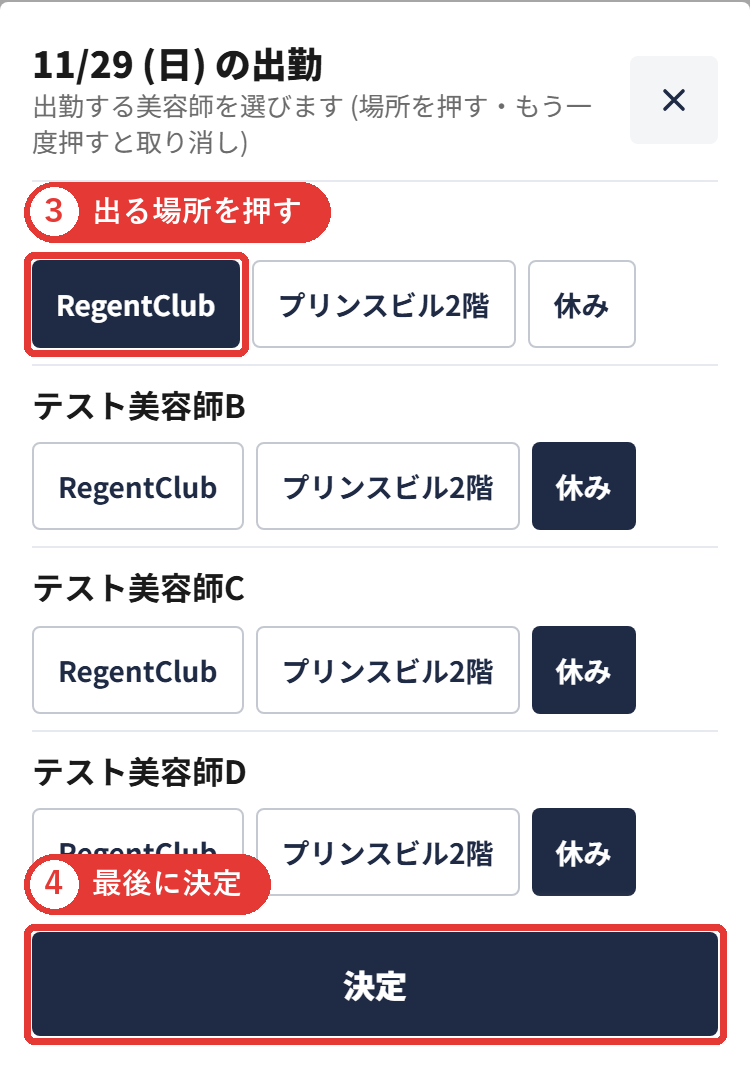 11/29 (日) の出勤
出勤する美容師を選びます (場所を押す・もう一
度押すと取り消し)
×
3 出る場所を押す
RegentClub プリンスビル2階 休み
テスト美容師B
RegentClub プリンスビル2階 休み
テスト美容師C
RegentClub プリンスビル2階 休み
テスト美容師D
RegentClub プリンスビル2階 休み
4 最後に決定
決定